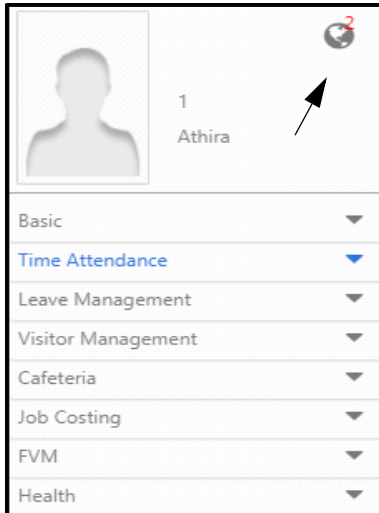 2
1
Athira
Basic
Time Attendance
Leave Management
Visitor Management
Cafeteria
Job Costing
FVM
Health